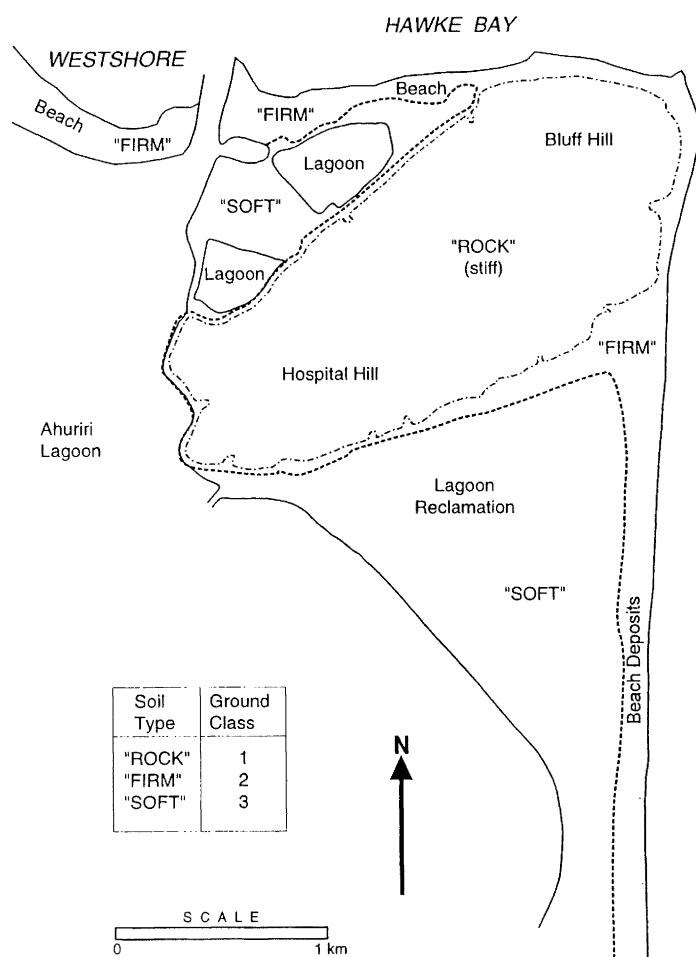 HAWKE BAY
WESTSHORE
Beach
"FIRM"
"FIRM"
Beach
Lagoon
Bluff Hill
"SOFT"
"ROCK"
(stiff)
Lagoon
"FIRM"
Hospital Hill
Ahuriri
Lagoon
Lagoon
Reclamation
"SOFT"
Beach Deposits
Soil Type Ground Class
"ROCK" 1
"FIRM" 2
"SOFT" 3
N
SCALE
0 1 km